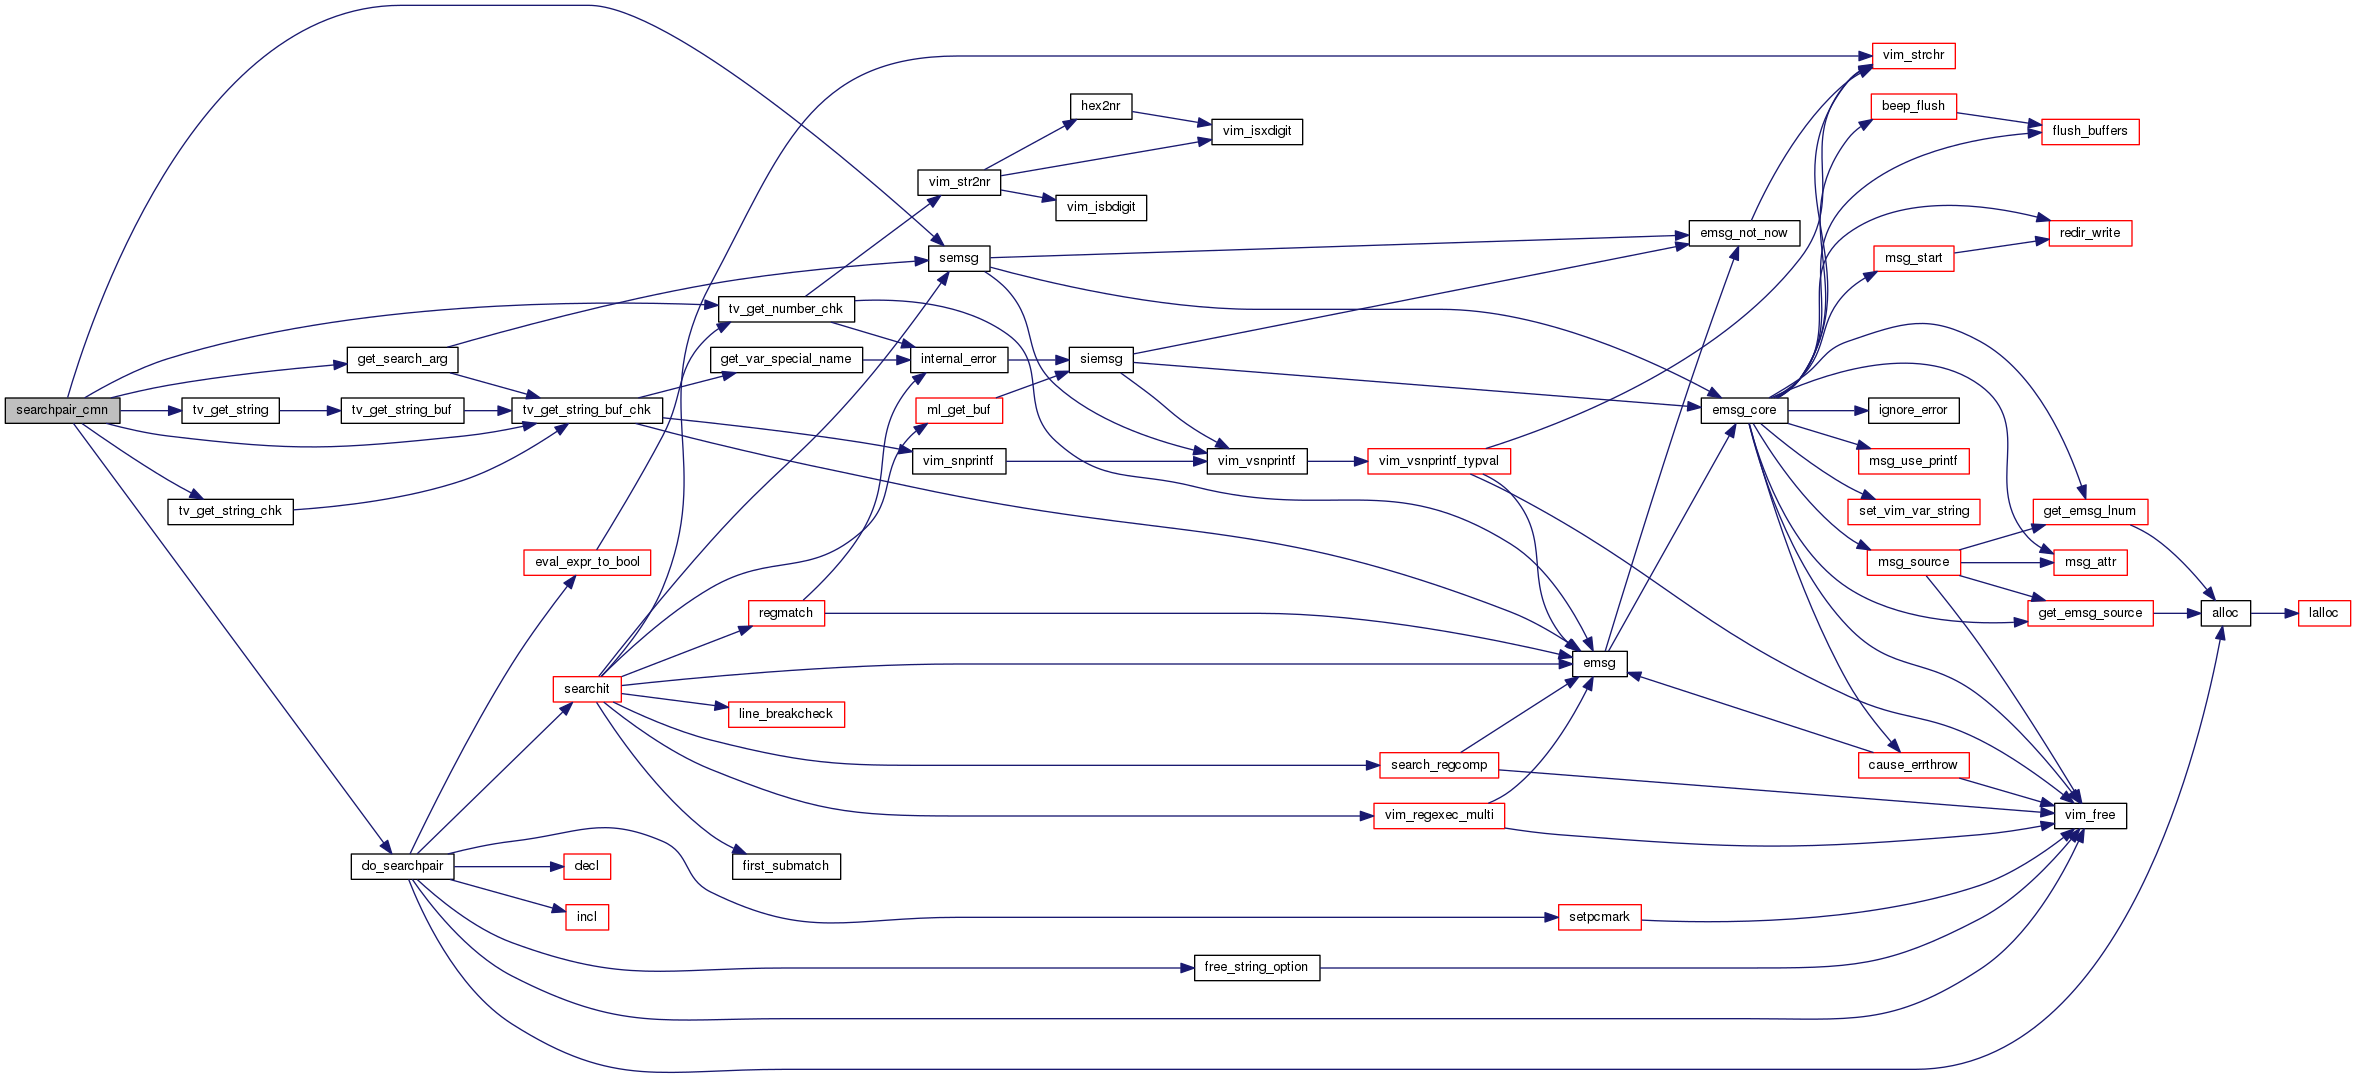 vim_strchr
hex2nr
beep_flush
vim_isxdigit
flush_buffers
vim_str2nr
vim_isbdigit
emsg_not_now
redir_write
semsg
msg_start
tv_get_number_chk
get_search_arg
get_var_special_name
internal_error
siemsg
searchpair_cmn
tv_get_string
tv_get_string_buf
tv_get_string_buf_chk
ml_get_buf
emsg_core
ignore_error
vim_snprintf
vim_vsnprintf
vim_vsnprintf_typval
msg_use_printf
tv_get_string_chk
set_vim_var_string
get_emsg_lnum
eval_expr_to_bool
msg_source
msg_attr
regmatch
get_emsg_source
alloc
lalloc
emsg
searchit
line_breakcheck
search_regcomp
cause_errthrow
vim_regexec_multi
vim_free
do_searchpair
decl
first_submatch
incl
setpcmark
free_string_option